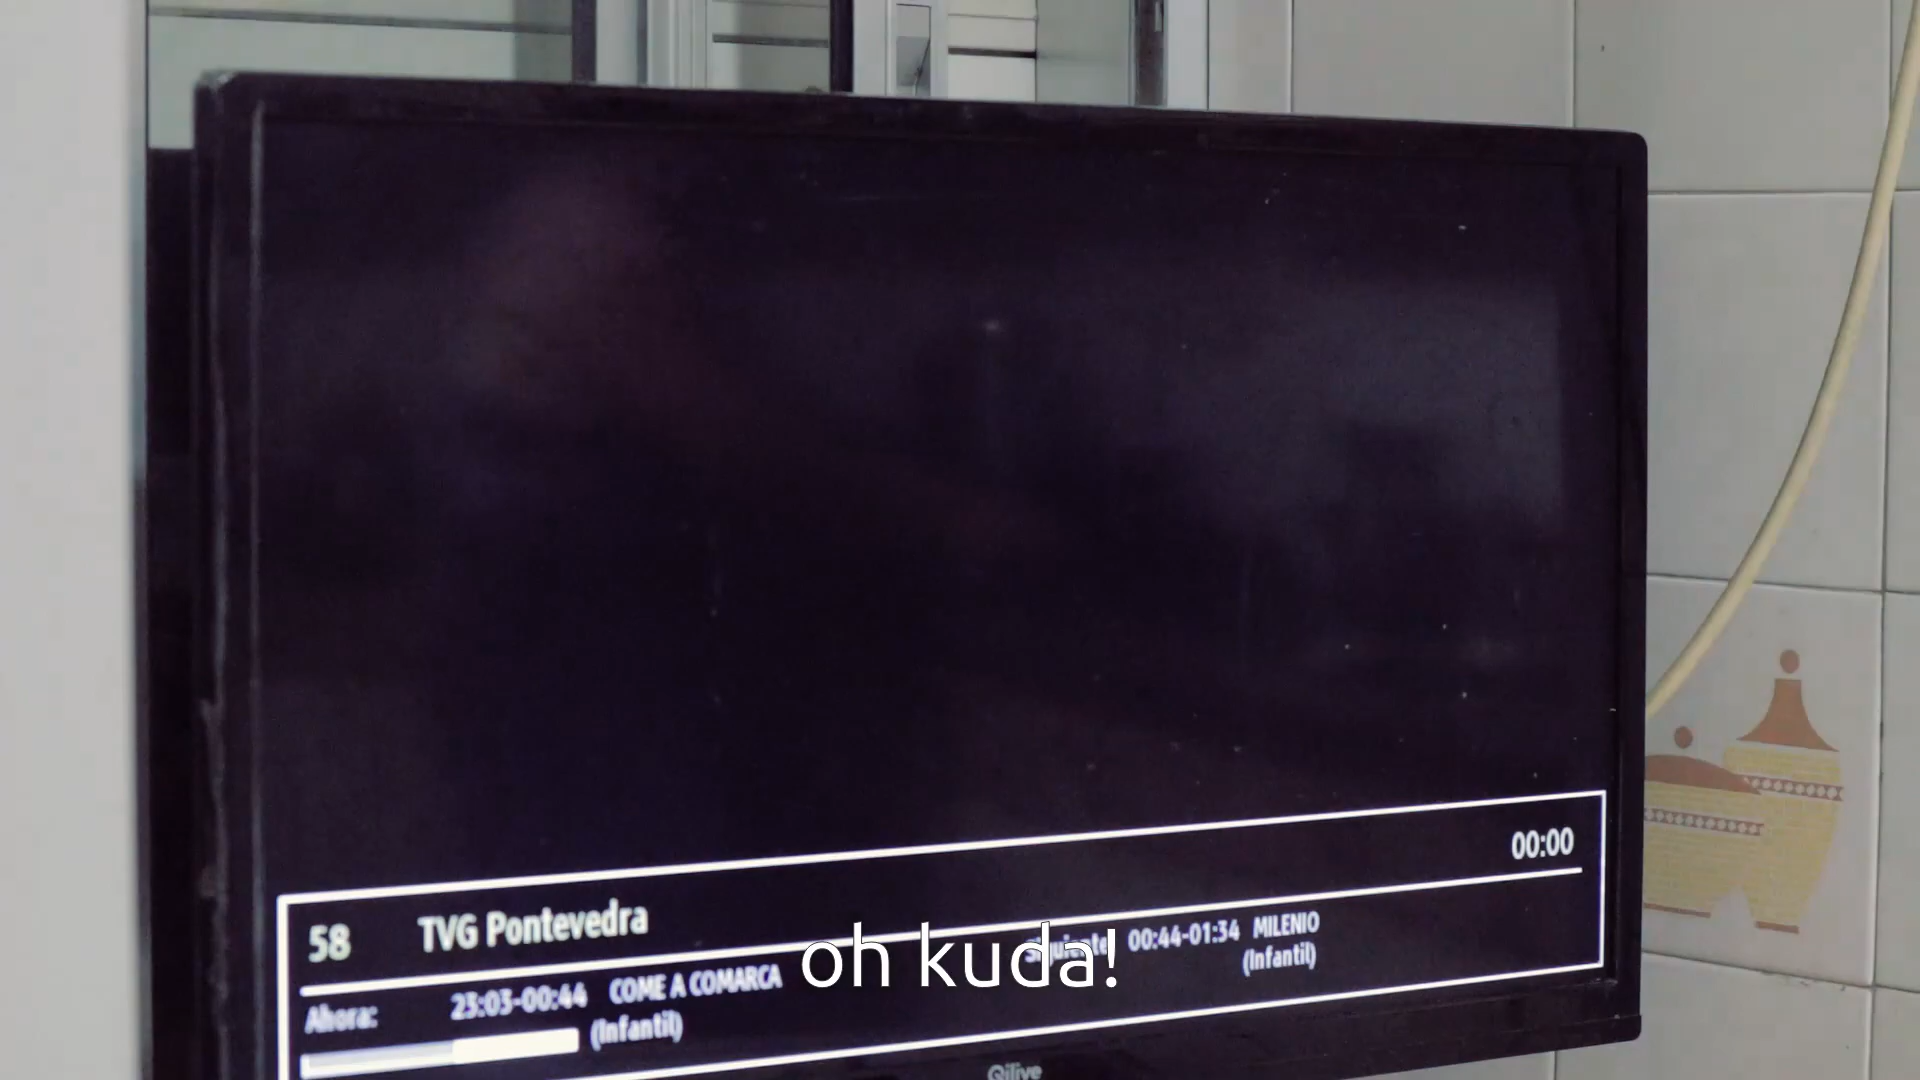 00:00
58 TVG Pontevedra
Ahora: 23:03-00:44 COME A COMARCA
(Infantil)
Siguiente: 00:44-01:34 MILENIO
(Infantil)
oh kuda!
Qilive